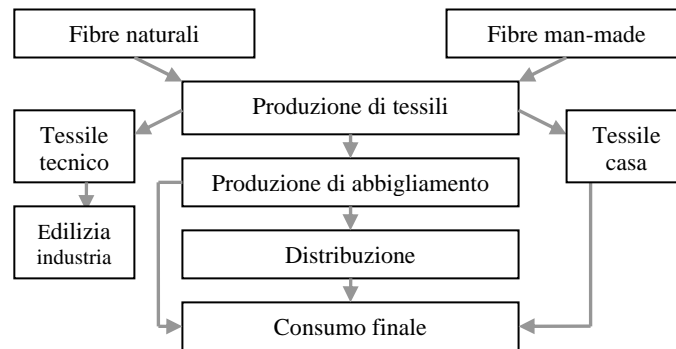 Fibre naturali
Fibre man-made
Produzione di tessili
Tessile
tecnico
Tessile
casa
Produzione di abbigliamento
Edilizia
industria
Distribuzione
Consumo finale